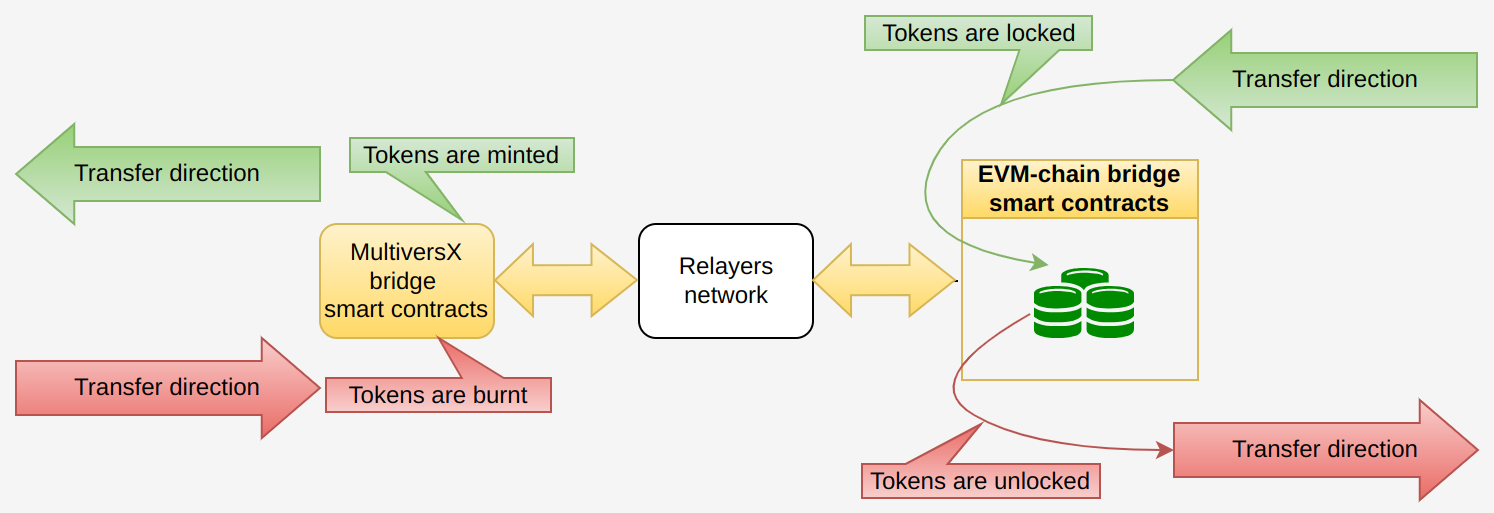 Tokens are locked
Transfer direction
Tokens are minted
Transfer direction
EVM-chain bridge
smart contracts
MultiversX
bridge
smart contracts
Relayers
network
Transfer direction
Tokens are burnt
Transfer direction
Tokens are unlocked